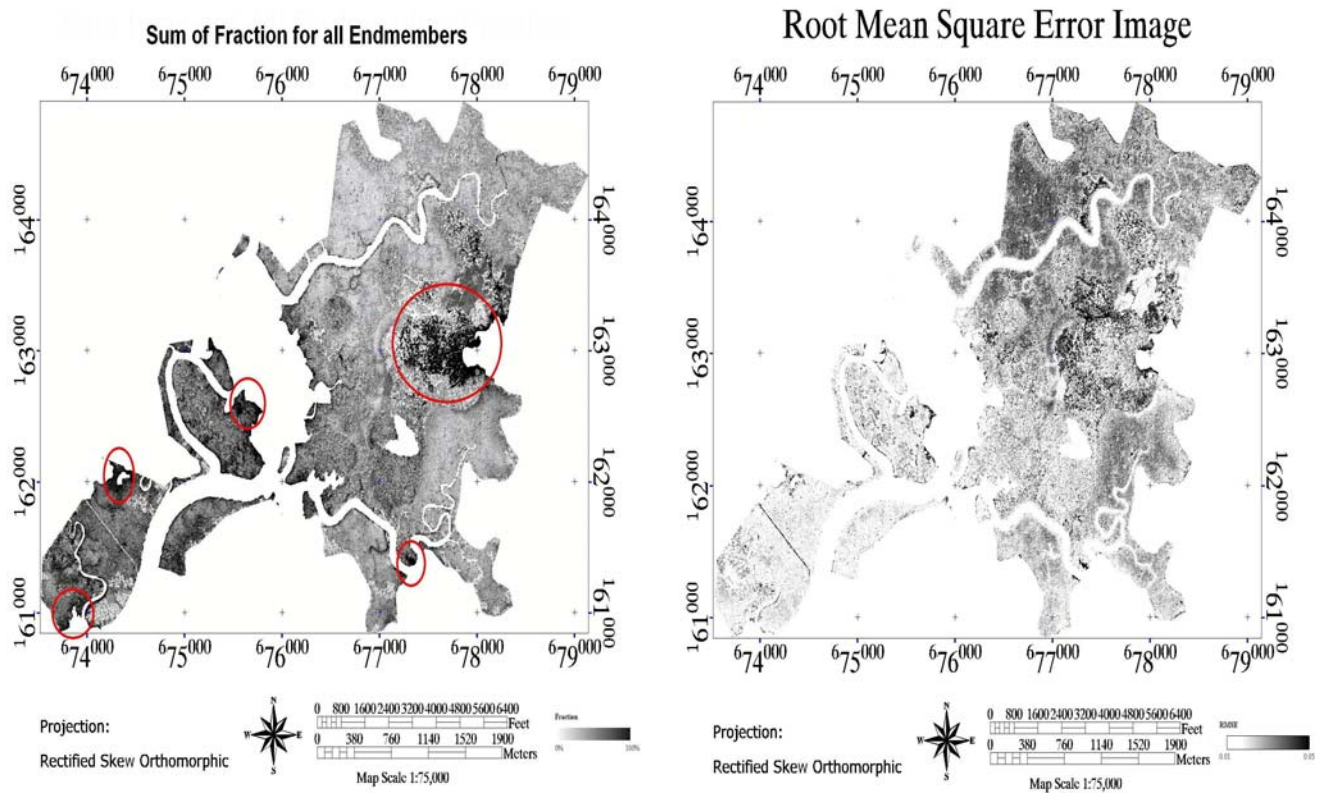 Sum of Fraction for all Endmembers
674000 675000 676000 677000 678000 679000
164000
163000
162000
161000
164000
163000
162000
161000
674000 675000 676000 677000 678000 679000
Projection:
Rectified Skew Orthomorphic
N
W E
S
0 800 1600 2400 3200 4000 4800 5600 6400
Feet
0 380 760 1140 1520 1900
Meters
Map Scale 1:75,000
Fraction
0% 100%
Root Mean Square Error Image
674000 675000 676000 677000 678000 679000
164000
163000
162000
161000
164000
163000
162000
161000
674000 675000 676000 677000 678000 679000
Projection:
Rectified Skew Orthomorphic
N
W E
S
0 800 1600 2400 3200 4000 4800 5600 6400
Feet
0 380 760 1140 1520 1900
Meters
Map Scale 1:75,000
RMSE
0.01 0.05